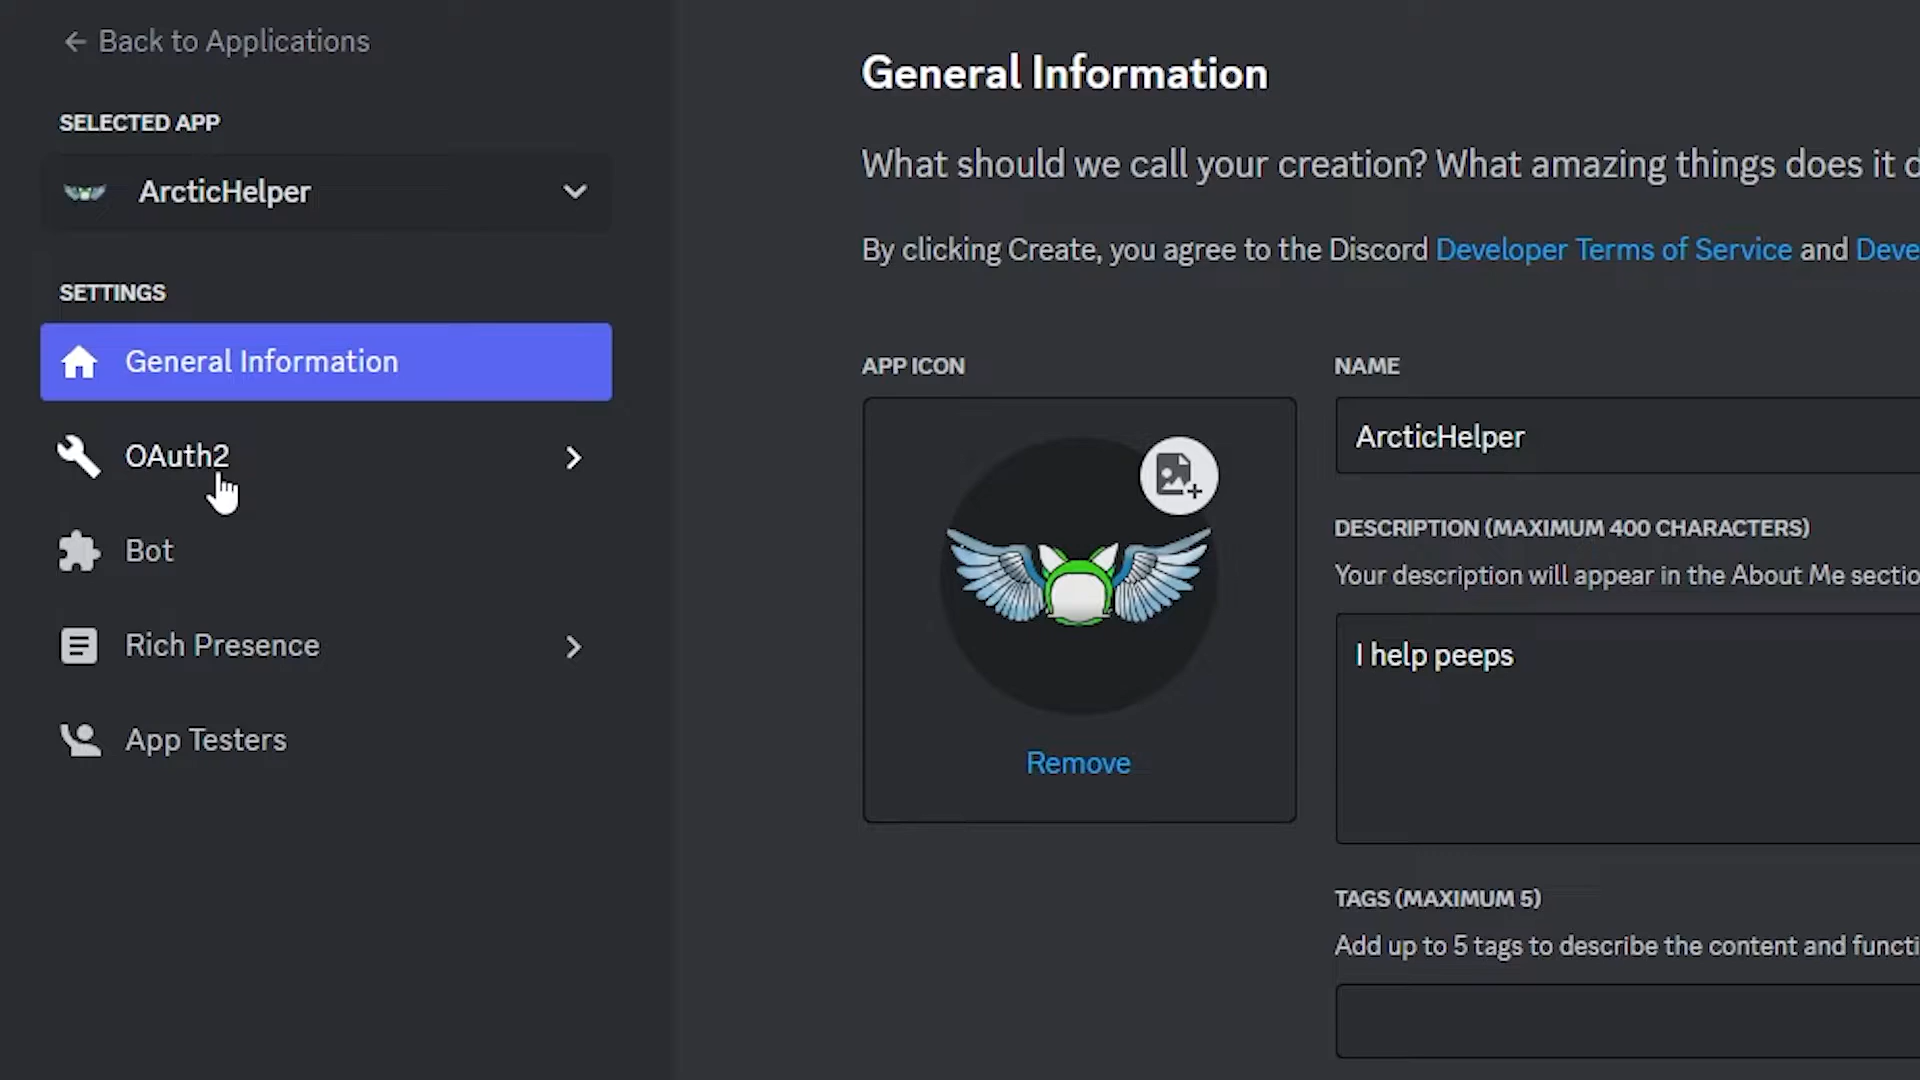 ← Back to Applications
SELECTED APP
ArcticHelper
SETTINGS
General Information
OAuth2
Bot
Rich Presence
App Testers
General Information
What should we call your creation? What amazing things does it
By clicking Create, you agree to the Discord Developer Terms of Service and
APP ICON
Remove
NAME
ArcticHelper
DESCRIPTION (MAXIMUM 400 CHARACTERS)
Your description will appear in the About Me
I help peeps
TAGS (MAXIMUM 5)
Add up to 5 tags to describe the content and